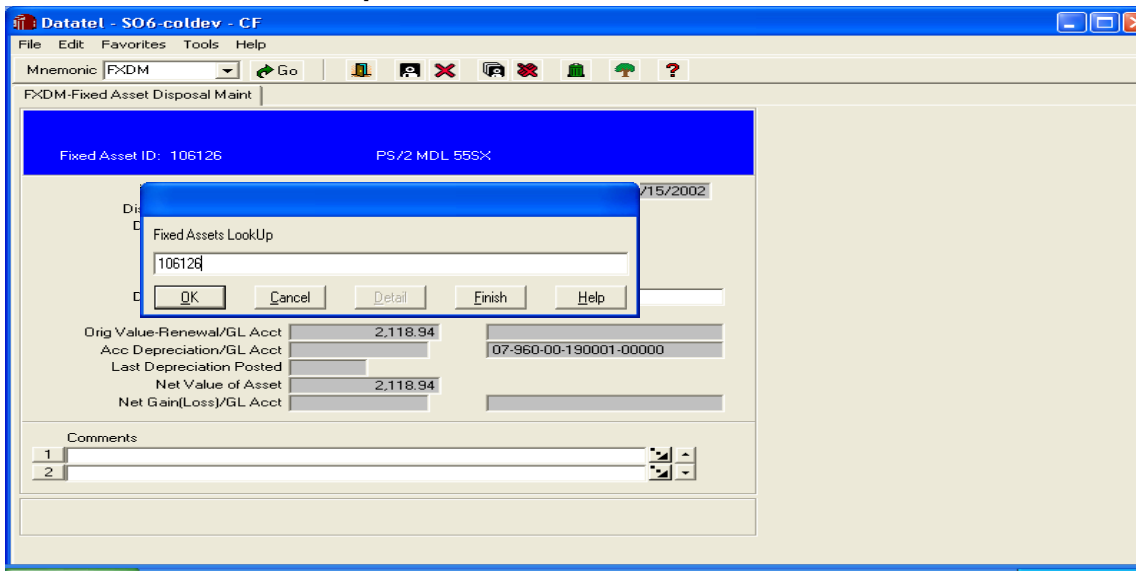 Datatel - SO6-coldev - CF
File Edit Favorites Tools Help
Mnemonic FXDM Go ?
FXDM-Fixed Asset Disposal Maint
Fixed Asset ID: 106126 PS/2 MDL 55SX
/15/2002
Fixed Assets LookUp
106126
OK Cancel Detail Finish Help
Orig Value-Renewal/GL Acct 2,118.94
Acc Depreciation/GL Acct 07-960-00-190001-00000
Last Depreciation Posted
Net Value of Asset 2,118.94
Net Gain(Loss)/GL Acct
Comments
1
2